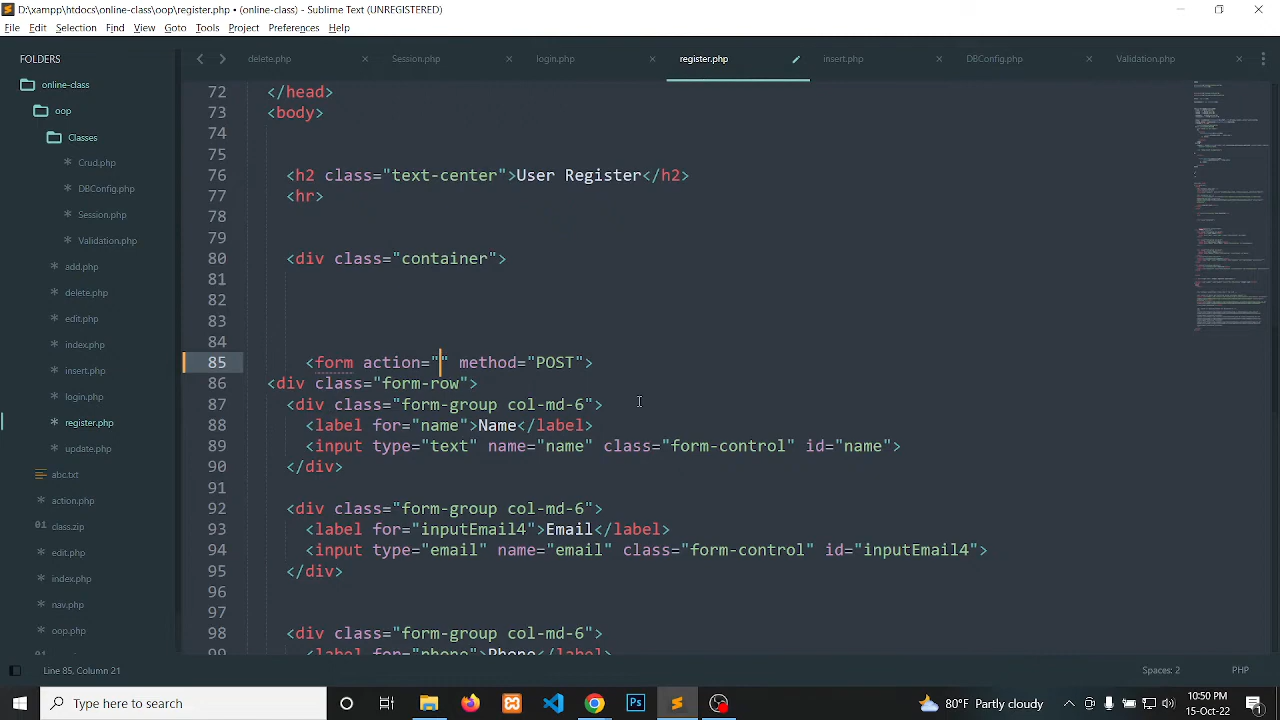 D:\xampp\htdocs\online-class\oop\register.php • (online-class) - Sublime Text (UNREGISTERED)
File Edit Selection Find View Goto Tools Project Preferences Help
FOLDERS
online-class
oop
Gasses
Crud.php
DBConfig.php
Session.php
Validation.php
add.php
delete.php
edit.php
index.php
insert.php
login.php
register.php
update.php
abc.txt
action.php
class.zip
edit.php
index.php
nav.php
oop.php
delete.php Session.php login.php register.php insert.php DBConfig.php Validation.php
72 </head>
73 <body>
74
75
76 <h2 class="text-center">User Register</h2>
77 <hr>
78
79
80 <div class="container">
81
82
83
84
85 <form action="" method="POST">
86 <div class="form-row">
87 <div class="form-group col-md-6">
88 <label for="name">Name</label>
89 <input type="text" name="name" class="form-control" id="name">
90 </div>
91
92 <div class="form-group col-md-6">
93 <label for="inputEmail4">Email</label>
94 <input type="email" name="email" class="form-control" id="inputEmail4">
95 </div>
96
97
98 <div class="form-group col-md-6">
99 <label for="phone">Phone</label>
Line 85, Column 21
Spaces: 2 PHP
Type here to search
80°F Partly cloudy
10:50 PM
15-Oct-22